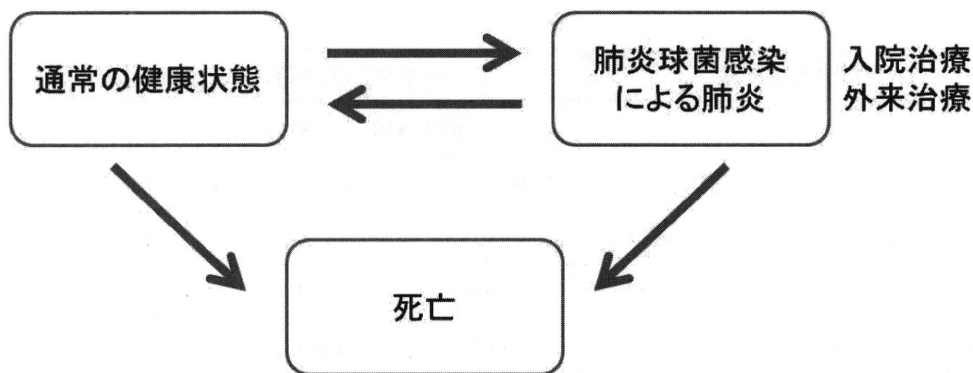 通常の健康状態
肺炎球菌感染
による肺炎
入院治療
外来治療
死亡